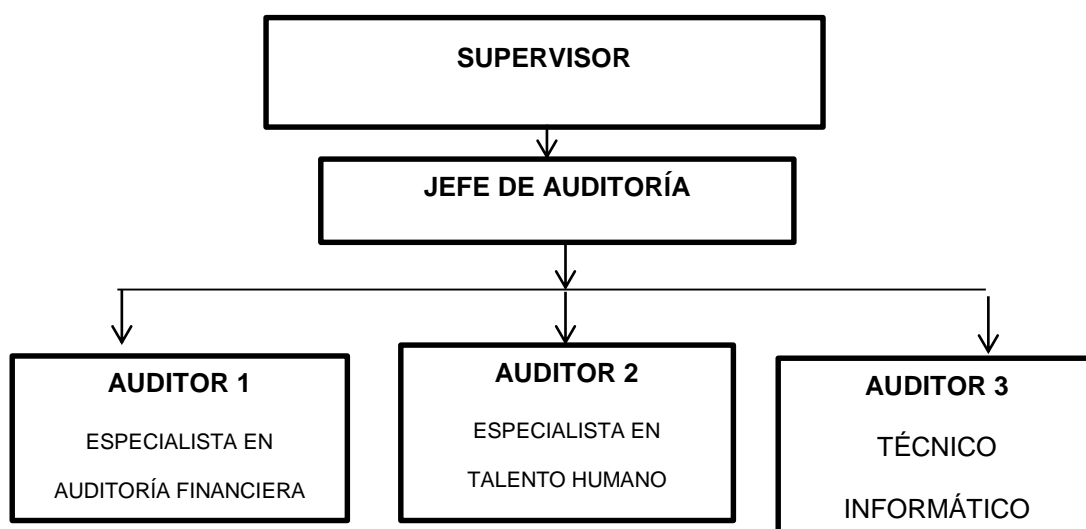 SUPERVISOR
JEFE DE AUDITORÍA
AUDITOR 1
ESPECIALISTA EN
AUDITORÍA FINANCIERA
AUDITOR 2
ESPECIALISTA EN
TALENTO HUMANO
AUDITOR 3
TÉCNICO
INFORMÁTICO